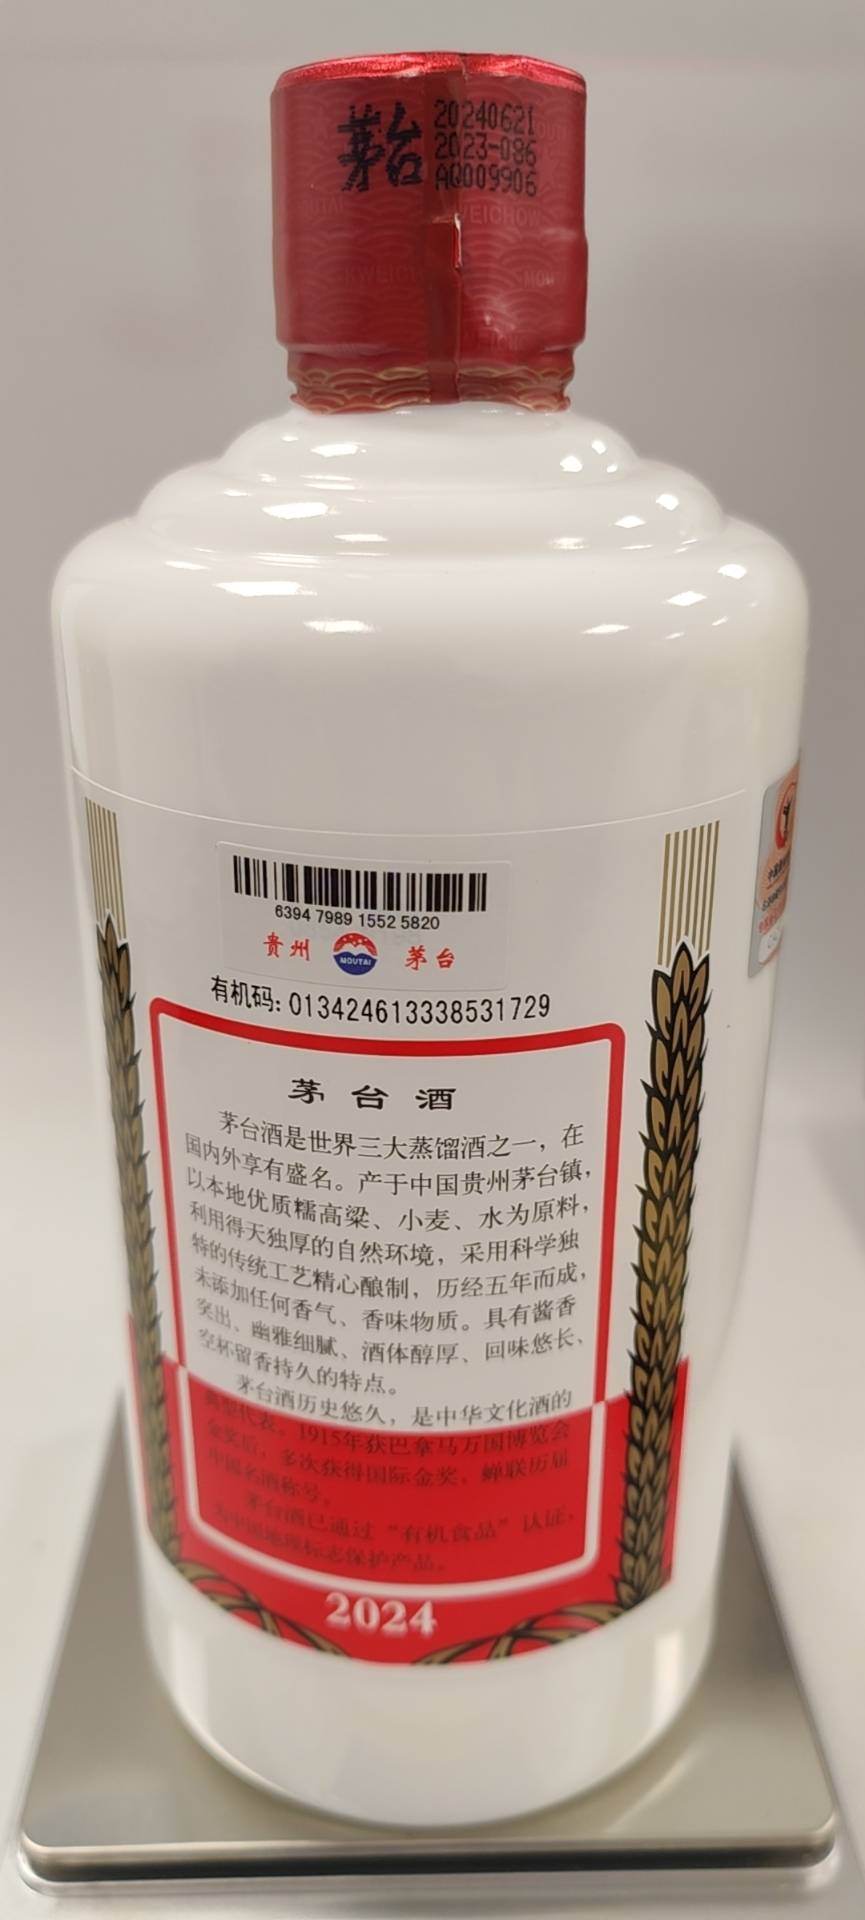 茅台
20240621
2023-086
AQ009906
6394 7989 1552 5820
贵州 MOUTAI 茅台
有机码: 013424613338531729
茅台酒
茅台酒是世界三大蒸馏酒之一，在
国内外享有盛名。产于中国贵州茅台镇，
以本地优质糯高粱、小麦、水为原料，
利用得天独厚的自然环境，采用科学独
特的传统工艺精心酿制，历经五年而成，
未添加任何香气、香味物质。具有酱香
突出、幽雅细腻、酒体醇厚、回味悠长、
空杯留香持久的特点。
茅台酒历史悠久，是中华文化酒的
典型代表。1915年获巴拿马万国博览会
金奖后，多次获得国际金奖、蝉联历届
中国名酒称号。
茅台酒已通过“有机食品”认证，
为中国地理标志保护产品。
2024